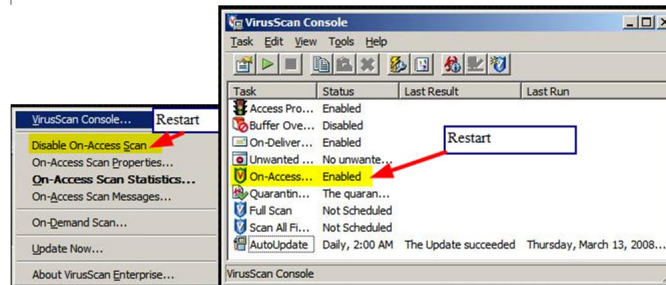 VirusScan Console...
Restart
Disable On-Access Scan
On-Access Scan Properties...
On-Access Scan Statistics...
On-Access Scan Messages...
On-Demand Scan...
Update Now...
About VirusScan Enterprise...
VirusScan Console
Task Edit View Tools Help
Task Status Last Result Last Run
Access Pro... Enabled
Buffer Ove... Disabled
On-Deliver... Enabled
Restart
Unwanted ... No unwante...
On-Access... Enabled
Quarantin... The quaran...
Full Scan Not Scheduled
Scan All Fi... Not Scheduled
AutoUpdate Daily, 2:00 AM The Update succeeded Thursday, March 13, 2008...
VirusScan Console